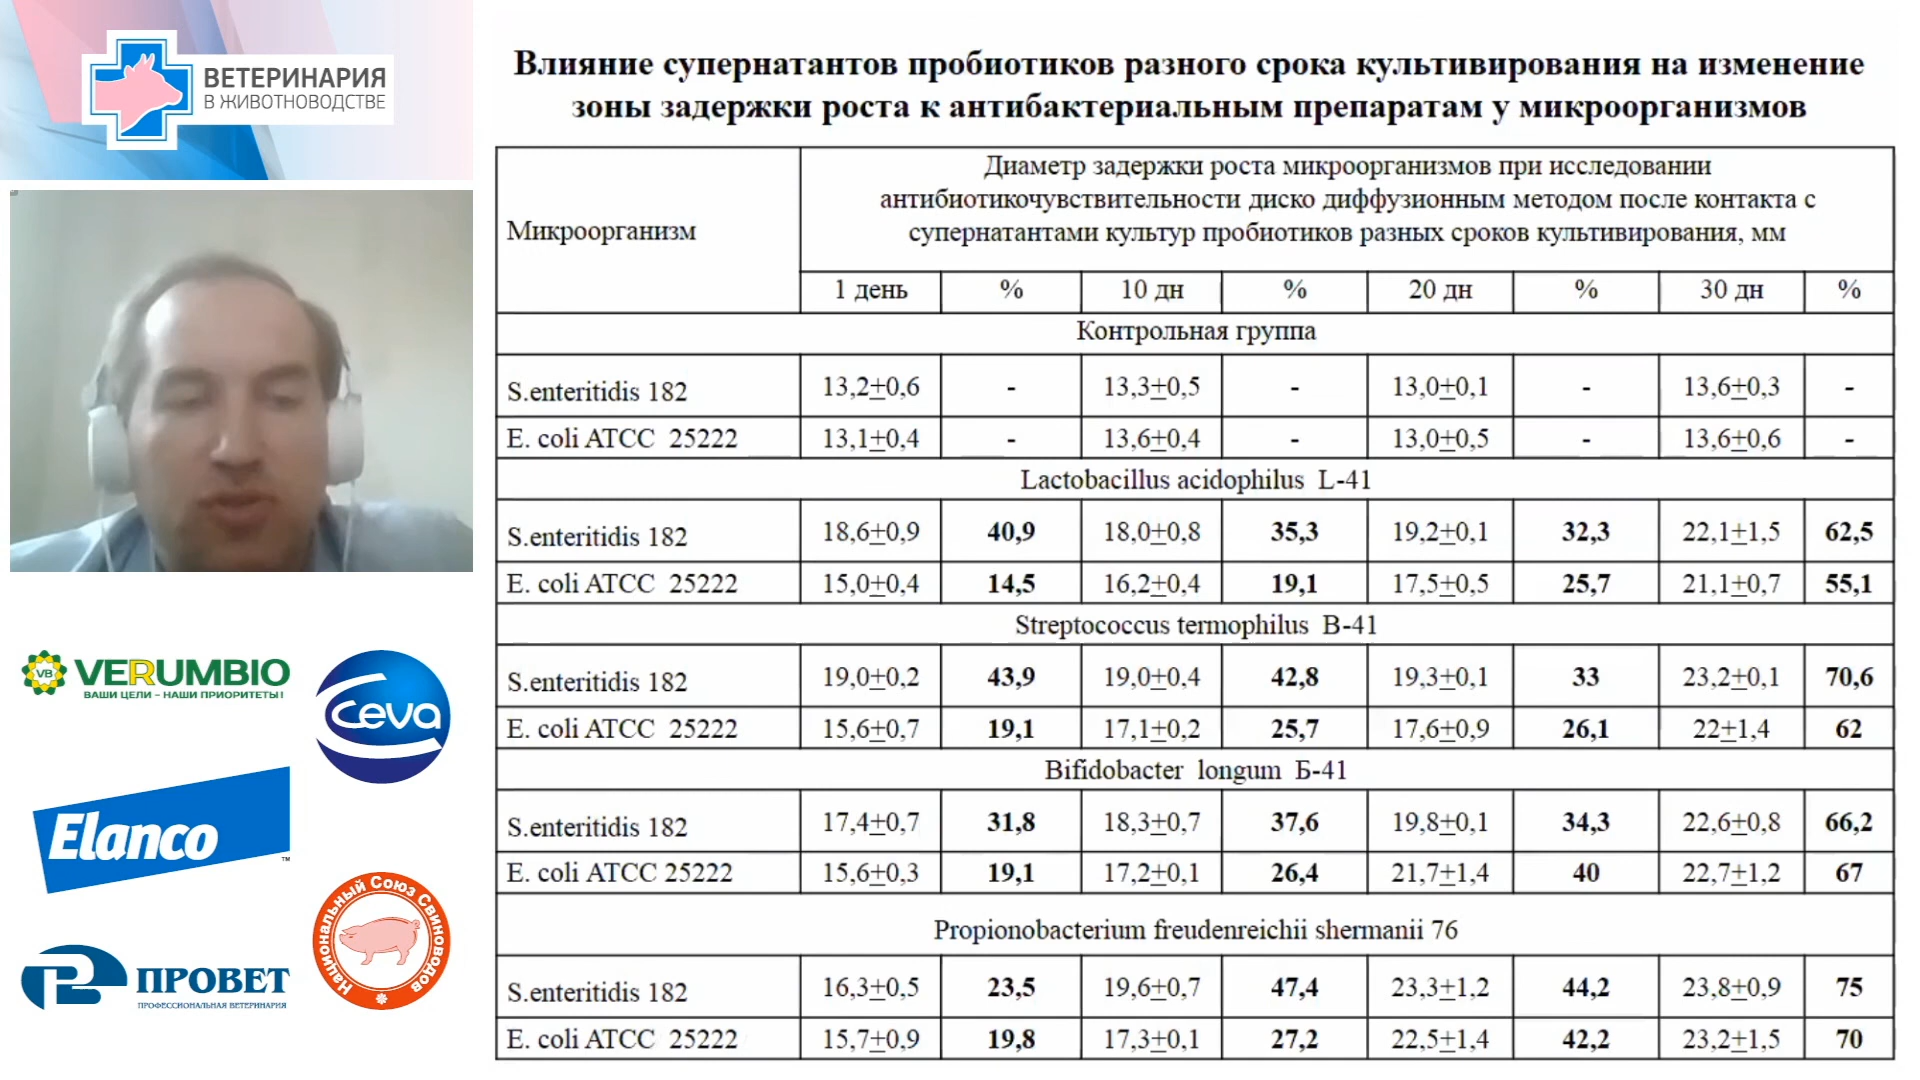 ВЕТЕРИНАРИЯ
В ЖИВОТНОВОДСТВЕ
VERUMBIO
VB
ВАШИ ЦЕЛИ – НАШИ ПРИОРИТЕТЫ!
Ceva
Elanco
TM
Национальный Союз Свиноводов
ПРОВЕТ
ПРОФЕССИОНАЛЬНАЯ ВЕТЕРИНАРИЯ
Влияние супернатантов пробиотиков разного срока культивирования на изменение
зоны задержки роста к антибактериальным препаратам у микроорганизмов
Микроорганизм
Диаметр задержки роста микроорганизмов при исследовании
антибиотикочувствительности диско диффузионным методом после контакта с
супернатантами культур пробиотиков разных сроков культивирования, мм
1 день % 10 дн % 20 дн % 30 дн %
Контрольная группа
S.enteritidis 182 13,2±0,6 - 13,3±0,5 - 13,0±0,1 - 13,6±0,3 -
E. coli ATCC 25222 13,1±0,4 - 13,6±0,4 - 13,0±0,5 - 13,6±0,6 -
Lactobacillus acidophilus L-41
S.enteritidis 182 18,6±0,9 40,9 18,0±0,8 35,3 19,2±0,1 32,3 22,1±1,5 62,5
E. coli ATCC 25222 15,0±0,4 14,5 16,2±0,4 19,1 17,5±0,5 25,7 21,1±0,7 55,1
Streptococcus termophilus B-41
S.enteritidis 182 19,0±0,2 43,9 19,0±0,4 42,8 19,3±0,1 33 23,2±0,1 70,6
E. coli ATCC 25222 15,6±0,7 19,1 17,1±0,2 25,7 17,6±0,9 26,1 22±1,4 62
Bifidobacter longum Б-41
S.enteritidis 182 17,4±0,7 31,8 18,3±0,7 37,6 19,8±0,1 34,3 22,6±0,8 66,2
E. coli ATCC 25222 15,6±0,3 19,1 17,2±0,1 26,4 21,7±1,4 40 22,7±1,2 67
Propionobacterium freudenreichii shermanii 76
S.enteritidis 182 16,3±0,5 23,5 19,6±0,7 47,4 23,3±1,2 44,2 23,8±0,9 75
E. coli ATCC 25222 15,7±0,9 19,8 17,3±0,1 27,2 22,5±1,4 42,2 23,2±1,5 70